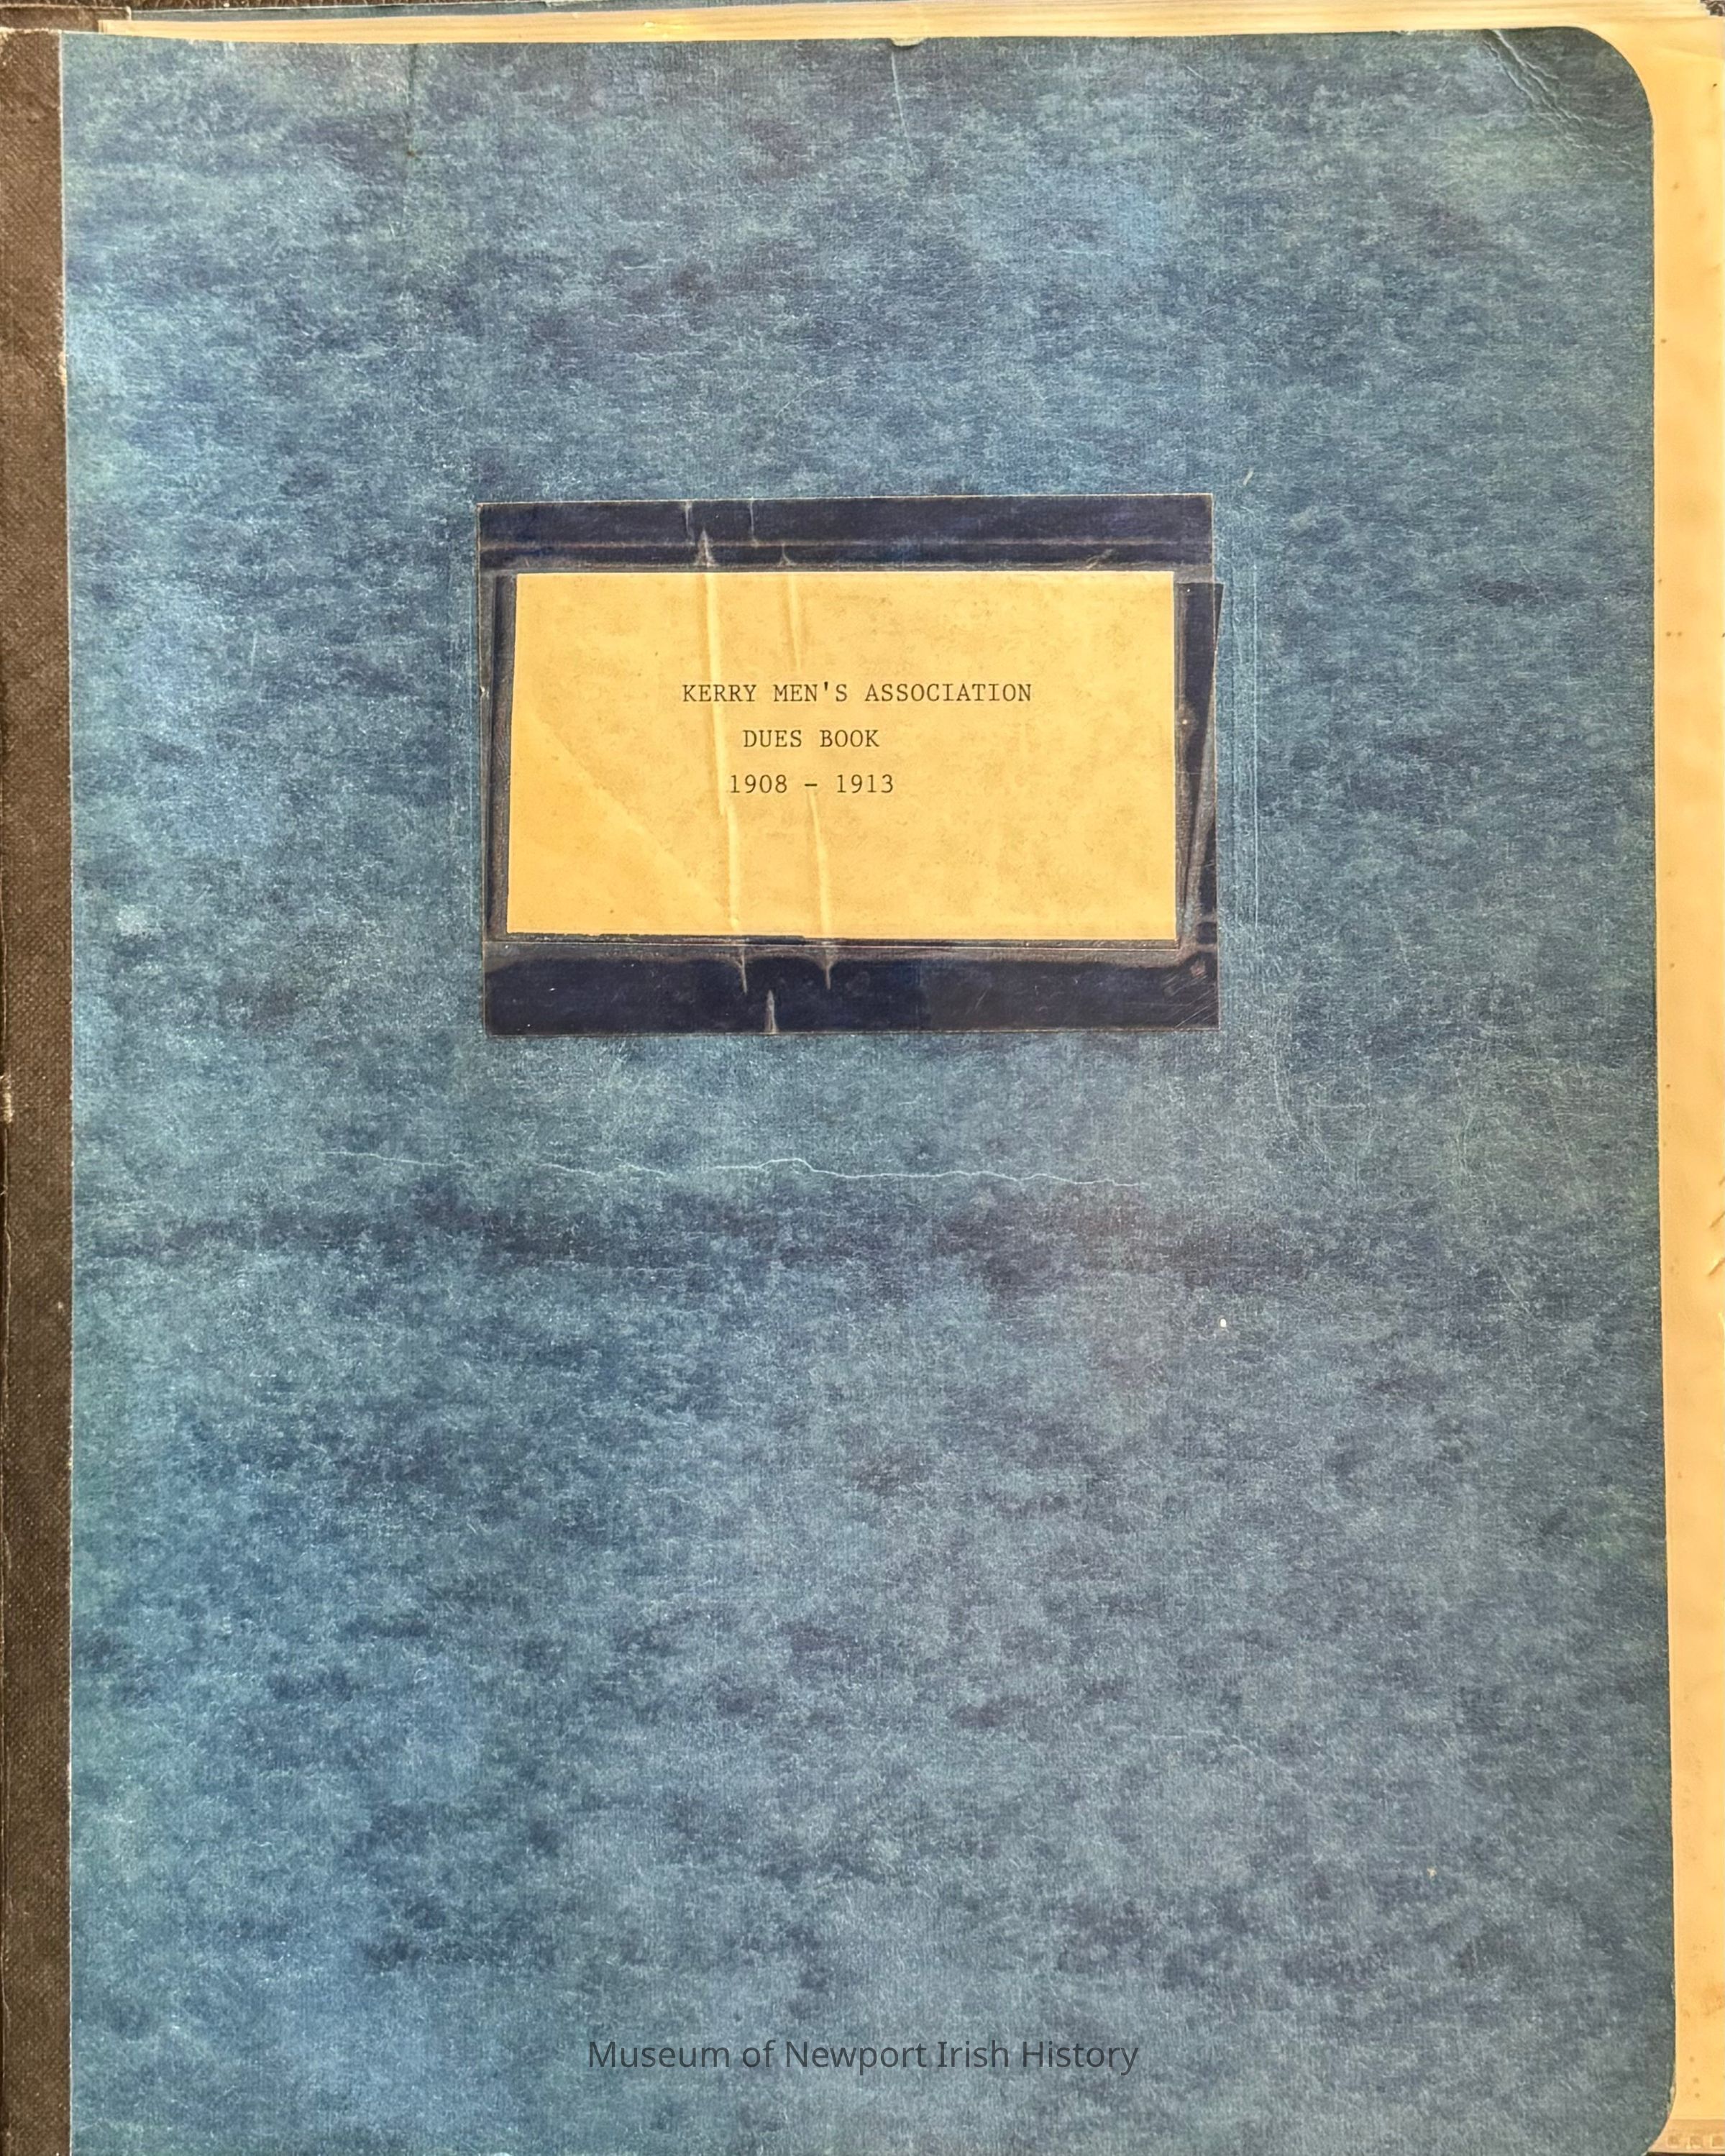 KERRY MEN'S ASSOCIATION
DUES BOOK
1908 – 1913
Museum of Newport Irish History